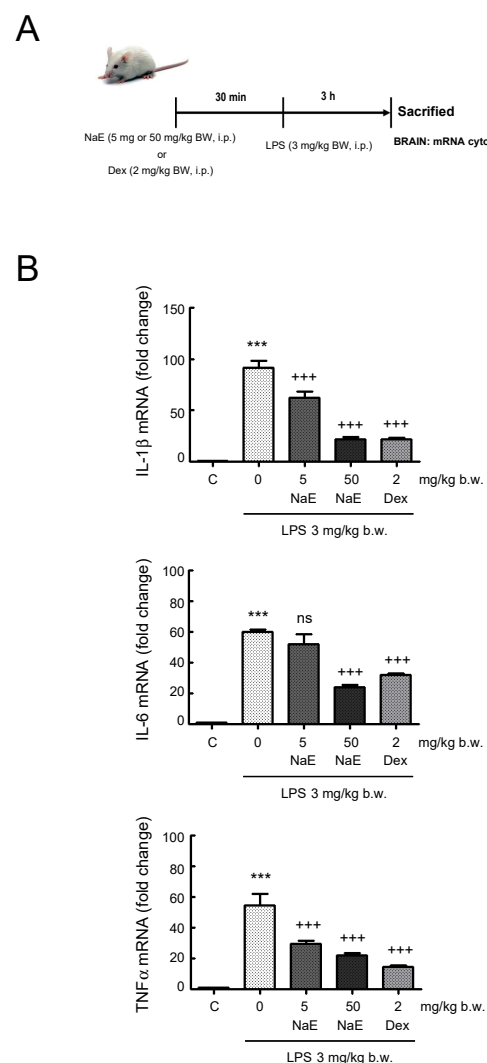 A
30 min
3 h
Sacrified
NaE (5 mg or 50 mg/kg BW, i.p.)
LPS (3 mg/kg BW, i.p.)
BRAIN: mRNA cyto
or
Dex (2 mg/kg BW, i.p.)
B
IL-1β mRNA (fold change)
150
100
50
0
***
+++
+++
+++
C
0
5
50
2
mg/kg b.w.
NaE
NaE
Dex
LPS 3 mg/kg b.w.
IL-6 mRNA (fold change)
100
80
60
40
20
0
***
ns
+++
+++
C
0
5
50
2
mg/kg b.w.
NaE
NaE
Dex
LPS 3 mg/kg b.w.
TNFα mRNA (fold change)
100
80
60
40
20
0
***
+++
+++
+++
C
0
5
50
2
mg/kg b.w.
NaE
NaE
Dex
LPS 3 mg/kg b.w.